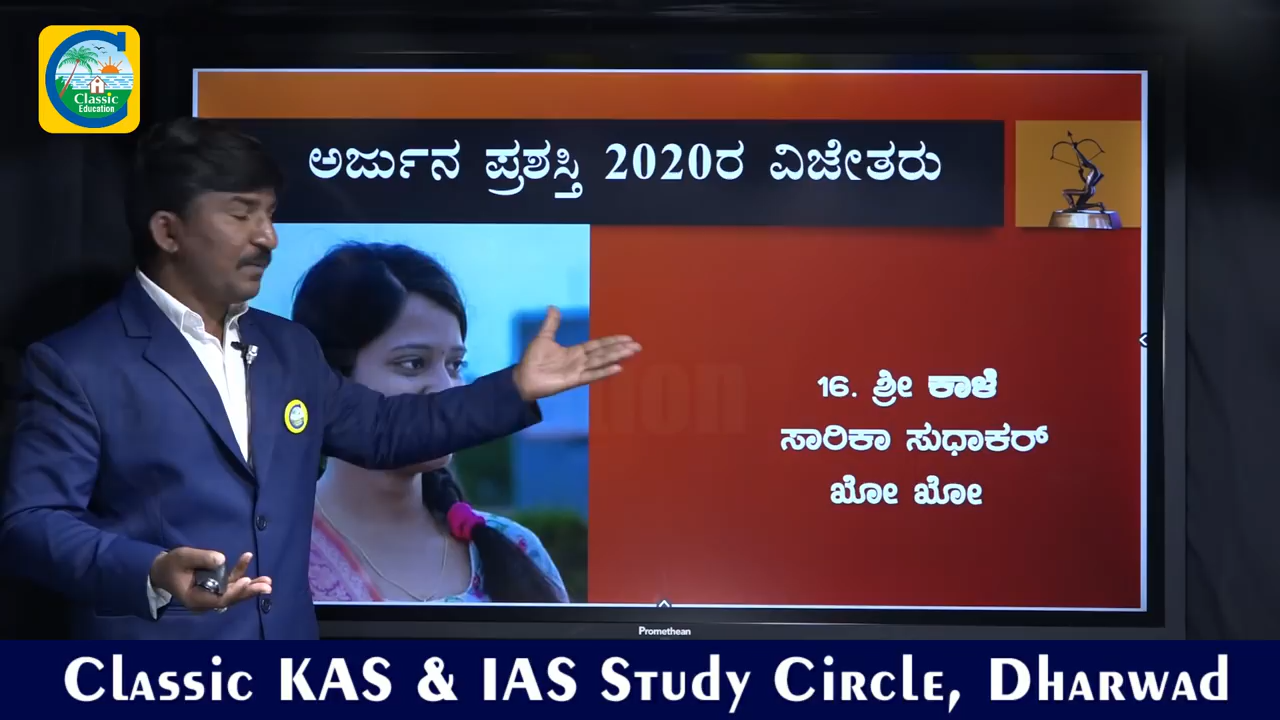 Classic
Education
ಅರ್ಜುನ ಪ್ರಶಸ್ತಿ 2020ರ ವಿಜೇತರು
16. ಶ್ರೀ ಕಾಳೆ
ಸಾರಿಕಾ ಸುಧಾಕರ್
ಖೋ ಖೋ
Promethean
Classic KAS & IAS Study Circle, Dharwad